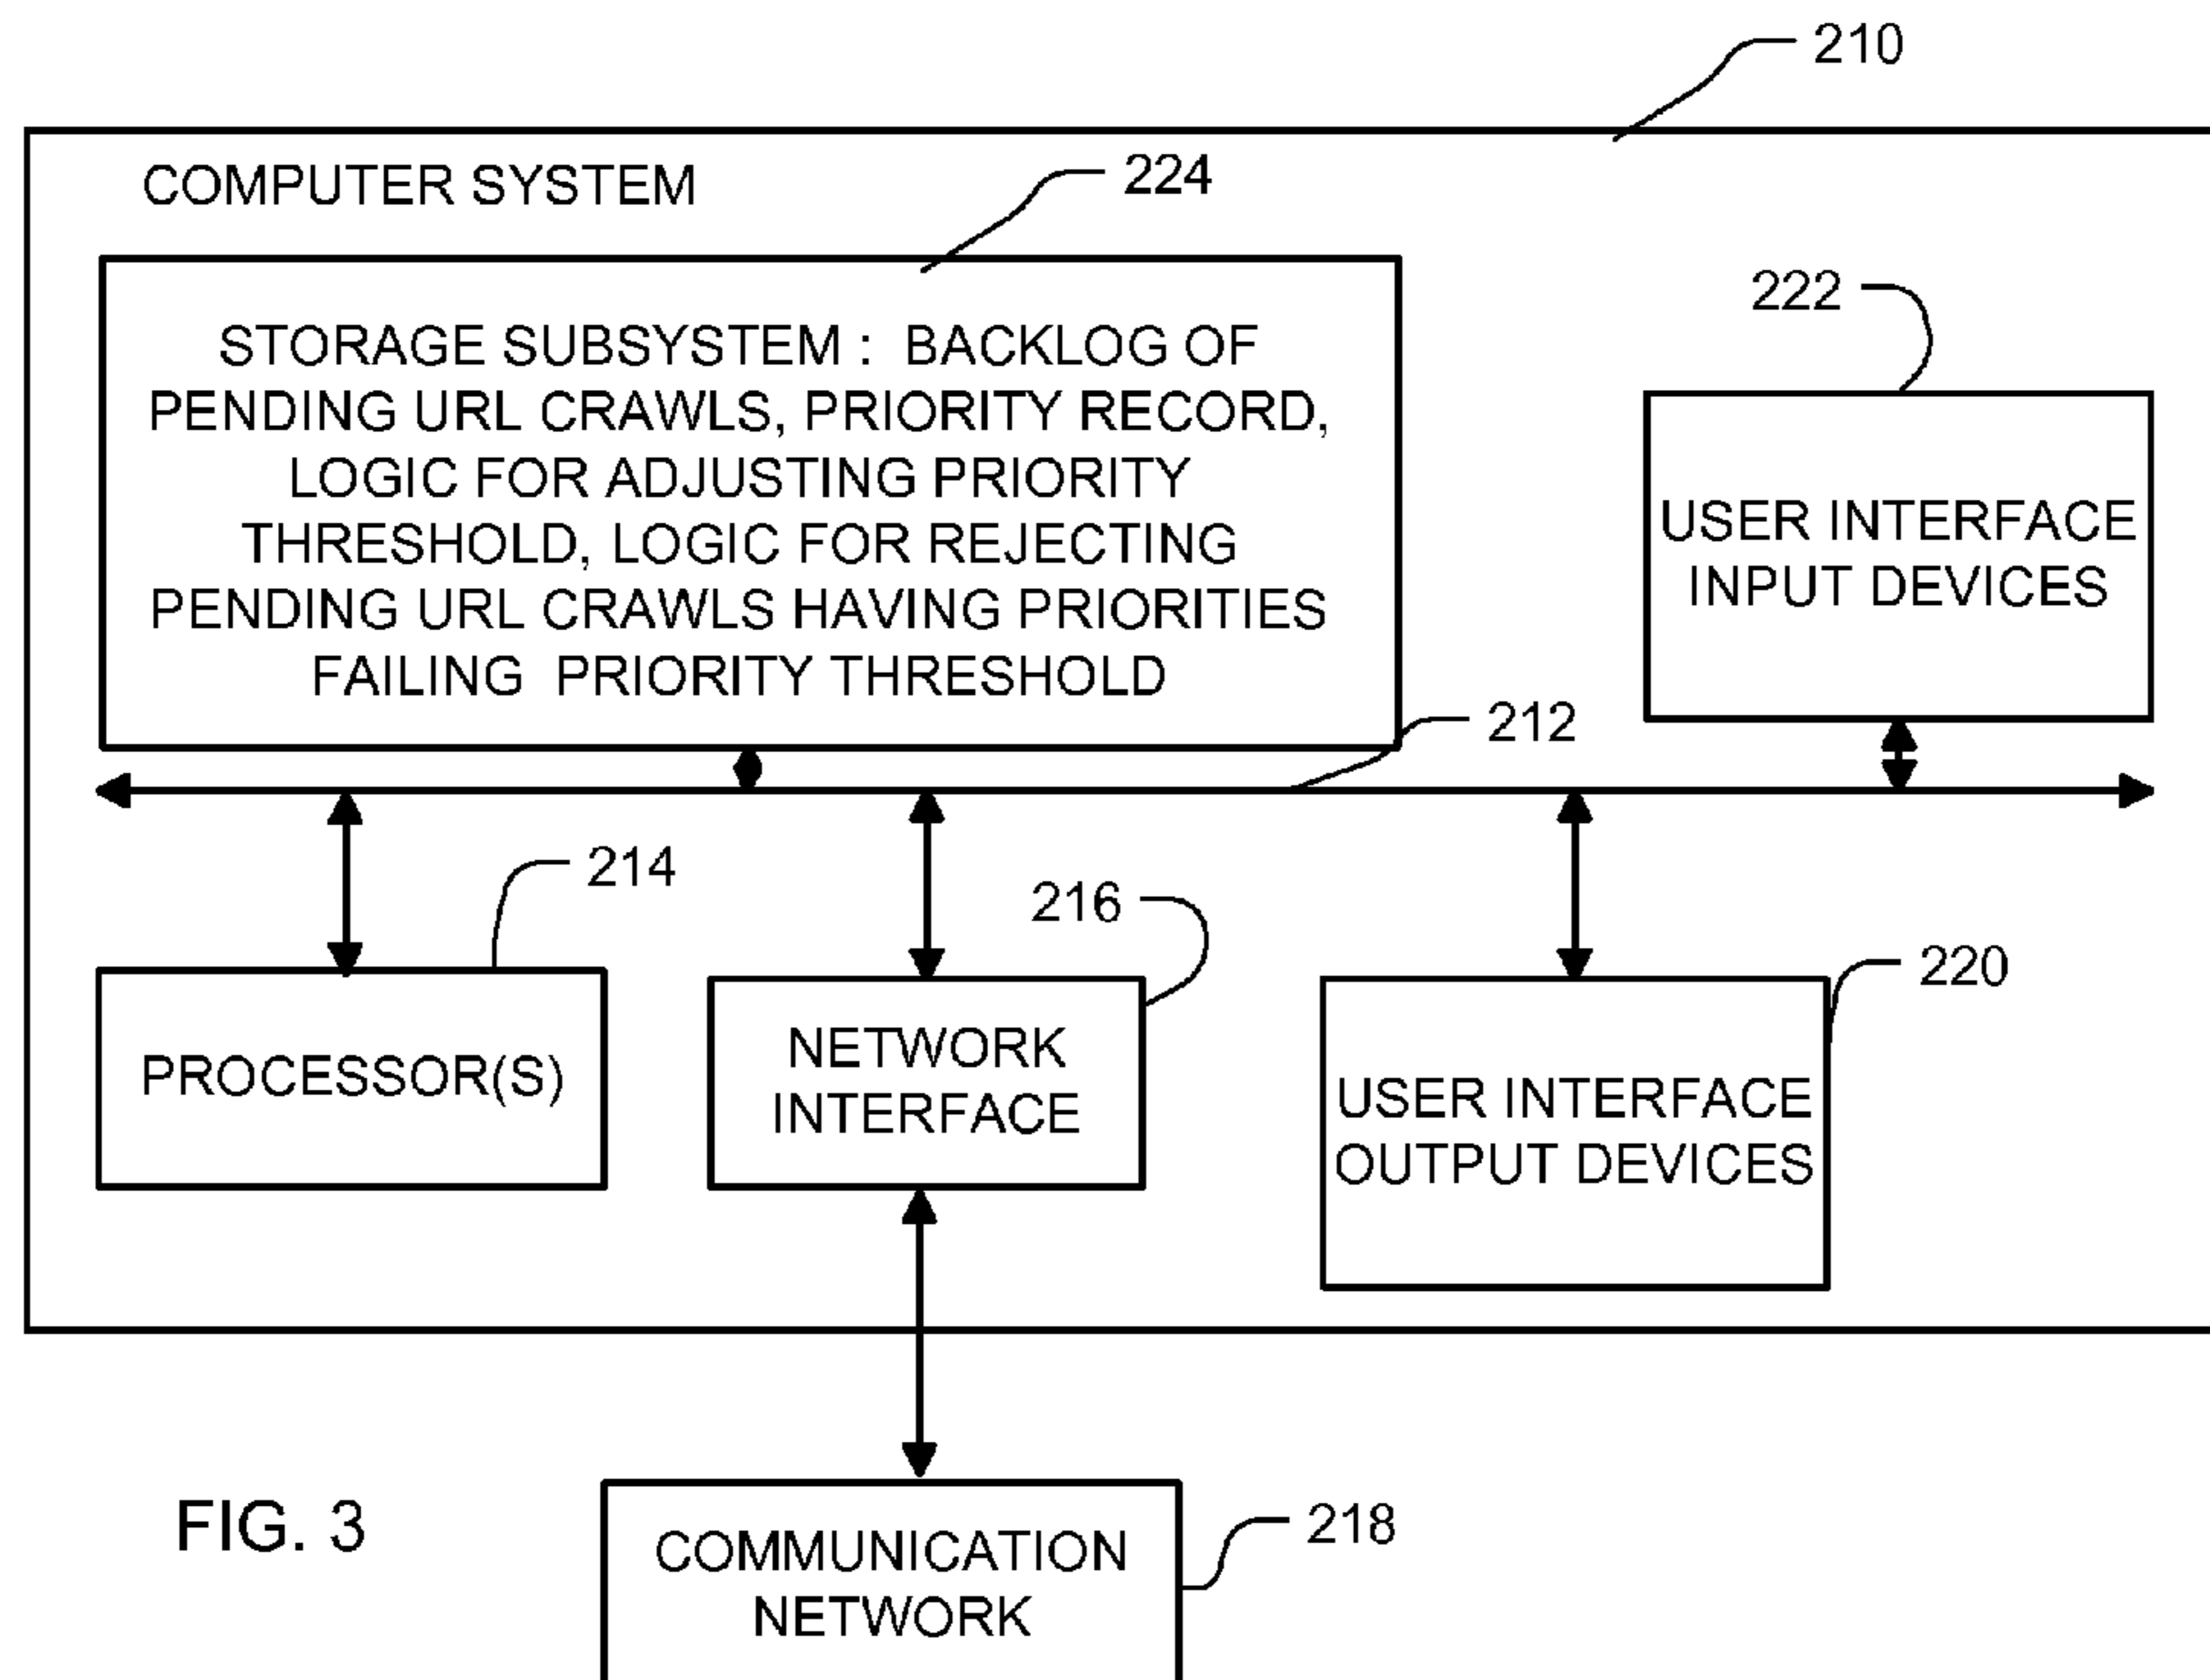 210
COMPUTER SYSTEM
224
STORAGE SUBSYSTEM : BACKLOG OF
PENDING URL CRAWLS, PRIORITY RECORD,
LOGIC FOR ADJUSTING PRIORITY
THRESHOLD, LOGIC FOR REJECTING
PENDING URL CRAWLS HAVING PRIORITIES
FAILING PRIORITY THRESHOLD
222
USER INTERFACE
INPUT DEVICES
212
214
PROCESSOR(S)
216
NETWORK
INTERFACE
220
USER INTERFACE
OUTPUT DEVICES
FIG. 3
218
COMMUNICATION
NETWORK